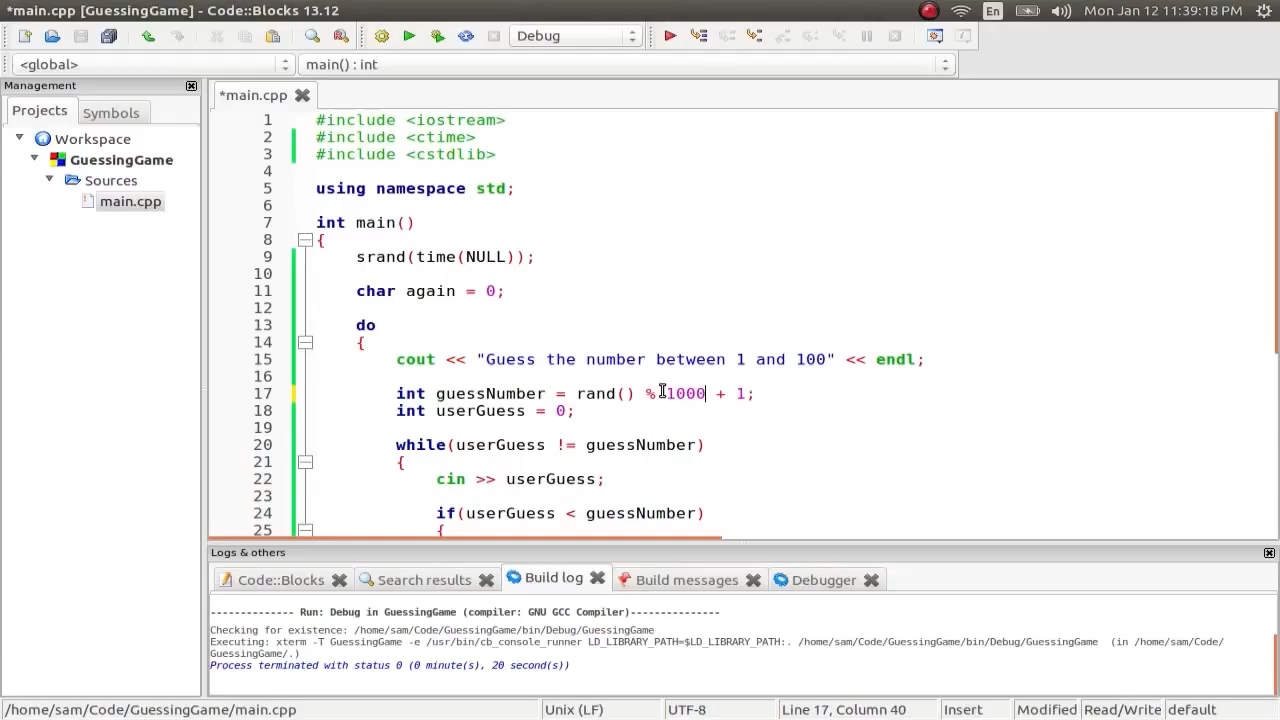 *main.cpp [GuessingGame] - Code::Blocks 13.12
En
Mon Jan 12 11:39:18 PM
Debug
<global>
main() : int
Management
Projects
Symbols
Workspace
GuessingGame
Sources
main.cpp
*main.cpp
1 #include <iostream>
2 #include <ctime>
3 #include <cstdlib>
4
5 using namespace std;
6
7 int main()
8 {
9 srand(time(NULL));
10
11 char again = 0;
12
13 do
14 {
15 cout << "Guess the number between 1 and 100" << endl;
16
17 int guessNumber = rand() % 1000 + 1;
18 int userGuess = 0;
19
20 while(userGuess != guessNumber)
21 {
22 cin >> userGuess;
23
24 if(userGuess < guessNumber)
25 {
Logs & others
Code::Blocks
Search results
Build log
Build messages
Debugger
-------------- Run: Debug in GuessingGame (compiler: GNU GCC Compiler)---------------
Checking for existence: /home/sam/Code/GuessingGame/bin/Debug/GuessingGame
Executing: xterm -T GuessingGame -e /usr/bin/cb_console_runner LD_LIBRARY_PATH=$LD_LIBRARY_PATH:. /home/sam/Code/GuessingGame/bin/Debug/GuessingGame (in /home/sam/Code/
GuessingGame/.)
Process terminated with status 0 (0 minute(s), 20 second(s))
/home/sam/Code/GuessingGame/main.cpp
Unix (LF)
UTF-8
Line 17, Column 40
Insert
Modified
Read/Write
default